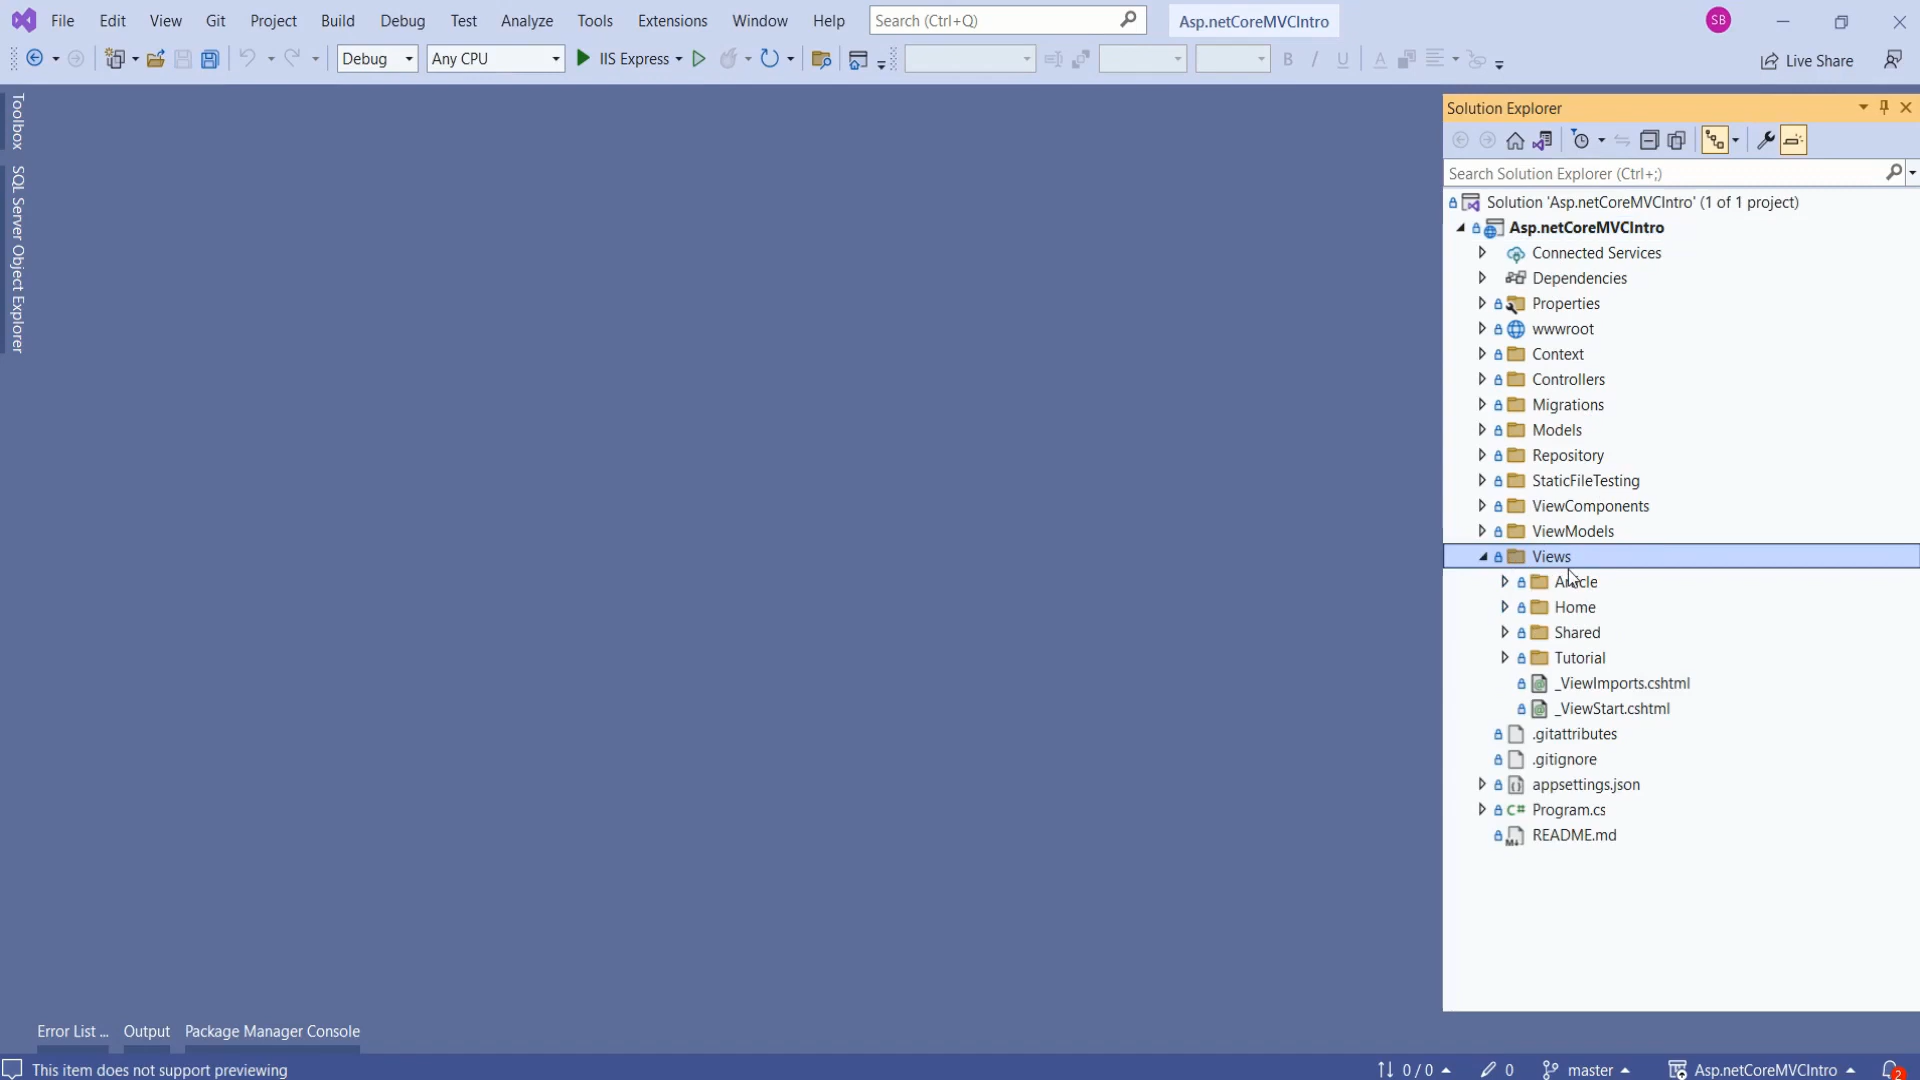 File Edit View Git Project Build Debug Test Analyze Tools Extensions Window Help Search (Ctrl+Q) Asp.netCoreMVCIntro SB
Debug Any CPU IIS Express B I U A Live Share
Toolbox
SQL Server Object Explorer
Solution Explorer
Search Solution Explorer (Ctrl+;)
Solution 'Asp.netCoreMVCIntro' (1 of 1 project)
Asp.netCoreMVCIntro
Connected Services
Dependencies
Properties
wwwroot
Context
Controllers
Migrations
Models
Repository
StaticFileTesting
ViewComponents
ViewModels
Views
Article
Home
Shared
Tutorial
_ViewImports.cshtml
_ViewStart.cshtml
.gitattributes
.gitignore
appsettings.json
C# Program.cs
README.md
Error List ... Output Package Manager Console
This item does not support previewing 0 / 0 0 master Asp.netCoreMVCIntro 2